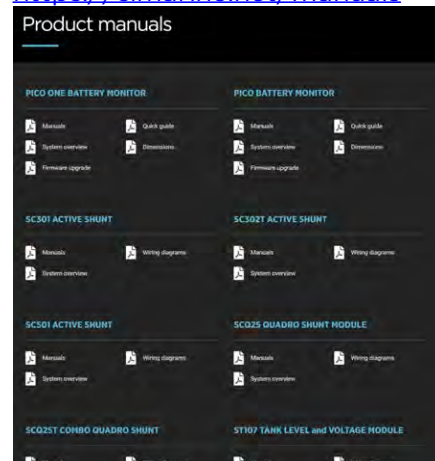 Product manuals
PICO ONE BATTERY MONITOR
Manuals
Quick guide
System overview
Dimensions
Firmware upgrade
PICO BATTERY MONITOR
Manuals
Quick guide
System overview
Dimensions
Firmware upgrade
SC301 ACTIVE SHUNT
Manuals
Wiring diagrams
System overview
SC302T ACTIVE SHUNT
Manuals
Wiring diagrams
System overview
SC501 ACTIVE SHUNT
Manuals
Wiring diagrams
System overview
SCQ25 QUADRO SHUNT MODULE
Manuals
Wiring diagrams
System overview
SCQ25T COMBO QUADRO SHUNT
ST107 TANK LEVEL and VOLTAGE MODULE